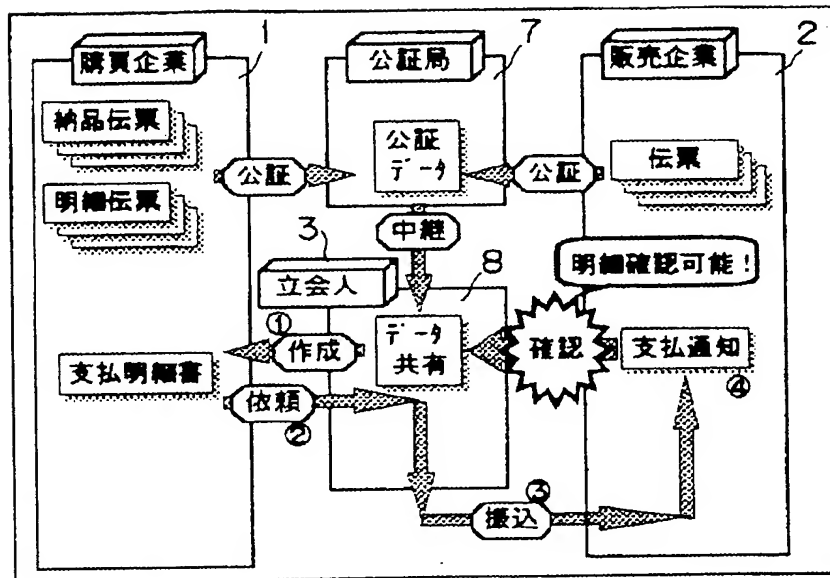 1
購買企業
納品伝票
明細伝票
支払明細書
7
公証局
公証
データ
公証
公証
中継
2
販売企業
伝票
3
立会人
8
データ
共有
①
作成
依頼
②
明細確認可能!
確認
支払通知
④
③
振込